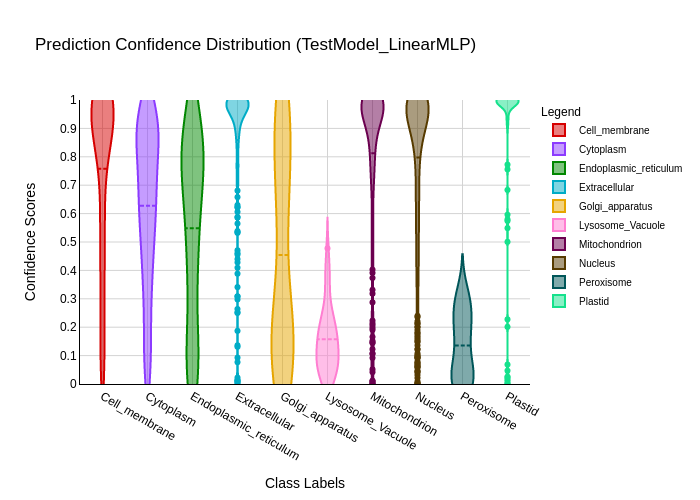 Prediction Confidence Distribution (TestModel_LinearMLP)
Legend
Cell_membrane
Cytoplasm
Endoplasmic_reticulum
Extracellular
Golgi_apparatus
Lysosome_Vacuole
Mitochondrion
Nucleus
Peroxisome
Plastid
Confidence Scores
1
0.9
0.8
0.7
0.6
0.5
0.4
0.3
0.2
0.1
0
Cell_membrane
Cytoplasm
Endoplasmic_reticulum
Extracellular
Golgi_apparatus
Lysosome_Vacuole
Mitochondrion
Nucleus
Peroxisome
Plastid
Class Labels